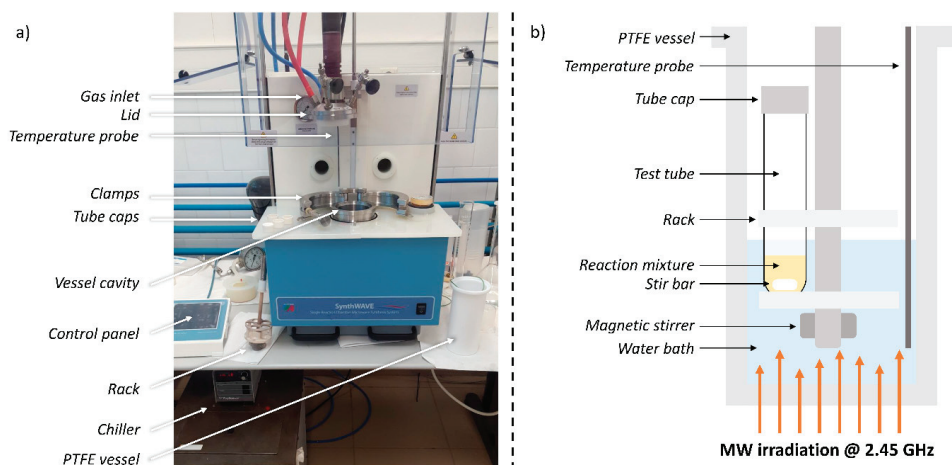 a)
Gas inlet
Lid
Temperature probe
Clamps
Tube caps
Vessel cavity
Control panel
Rack
Chiller
PTFE vessel
SynthWAVE
b)
PTFE vessel
Temperature probe
Tube cap
Test tube
Rack
Reaction mixture
Stir bar
Magnetic stirrer
Water bath
MW irradiation @ 2.45 GHz